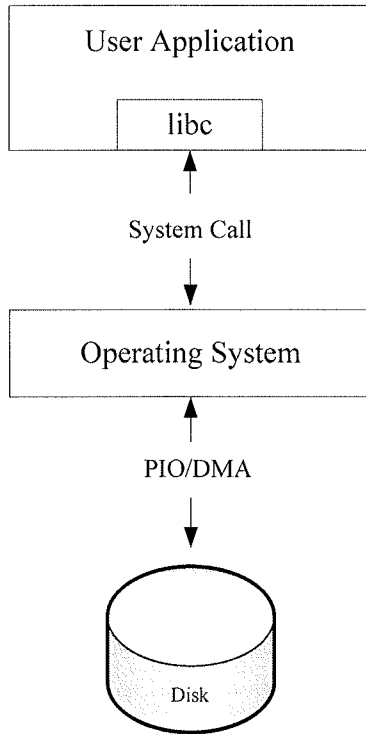 User Application
libc
System Call
Operating System
PIO/DMA
Disk